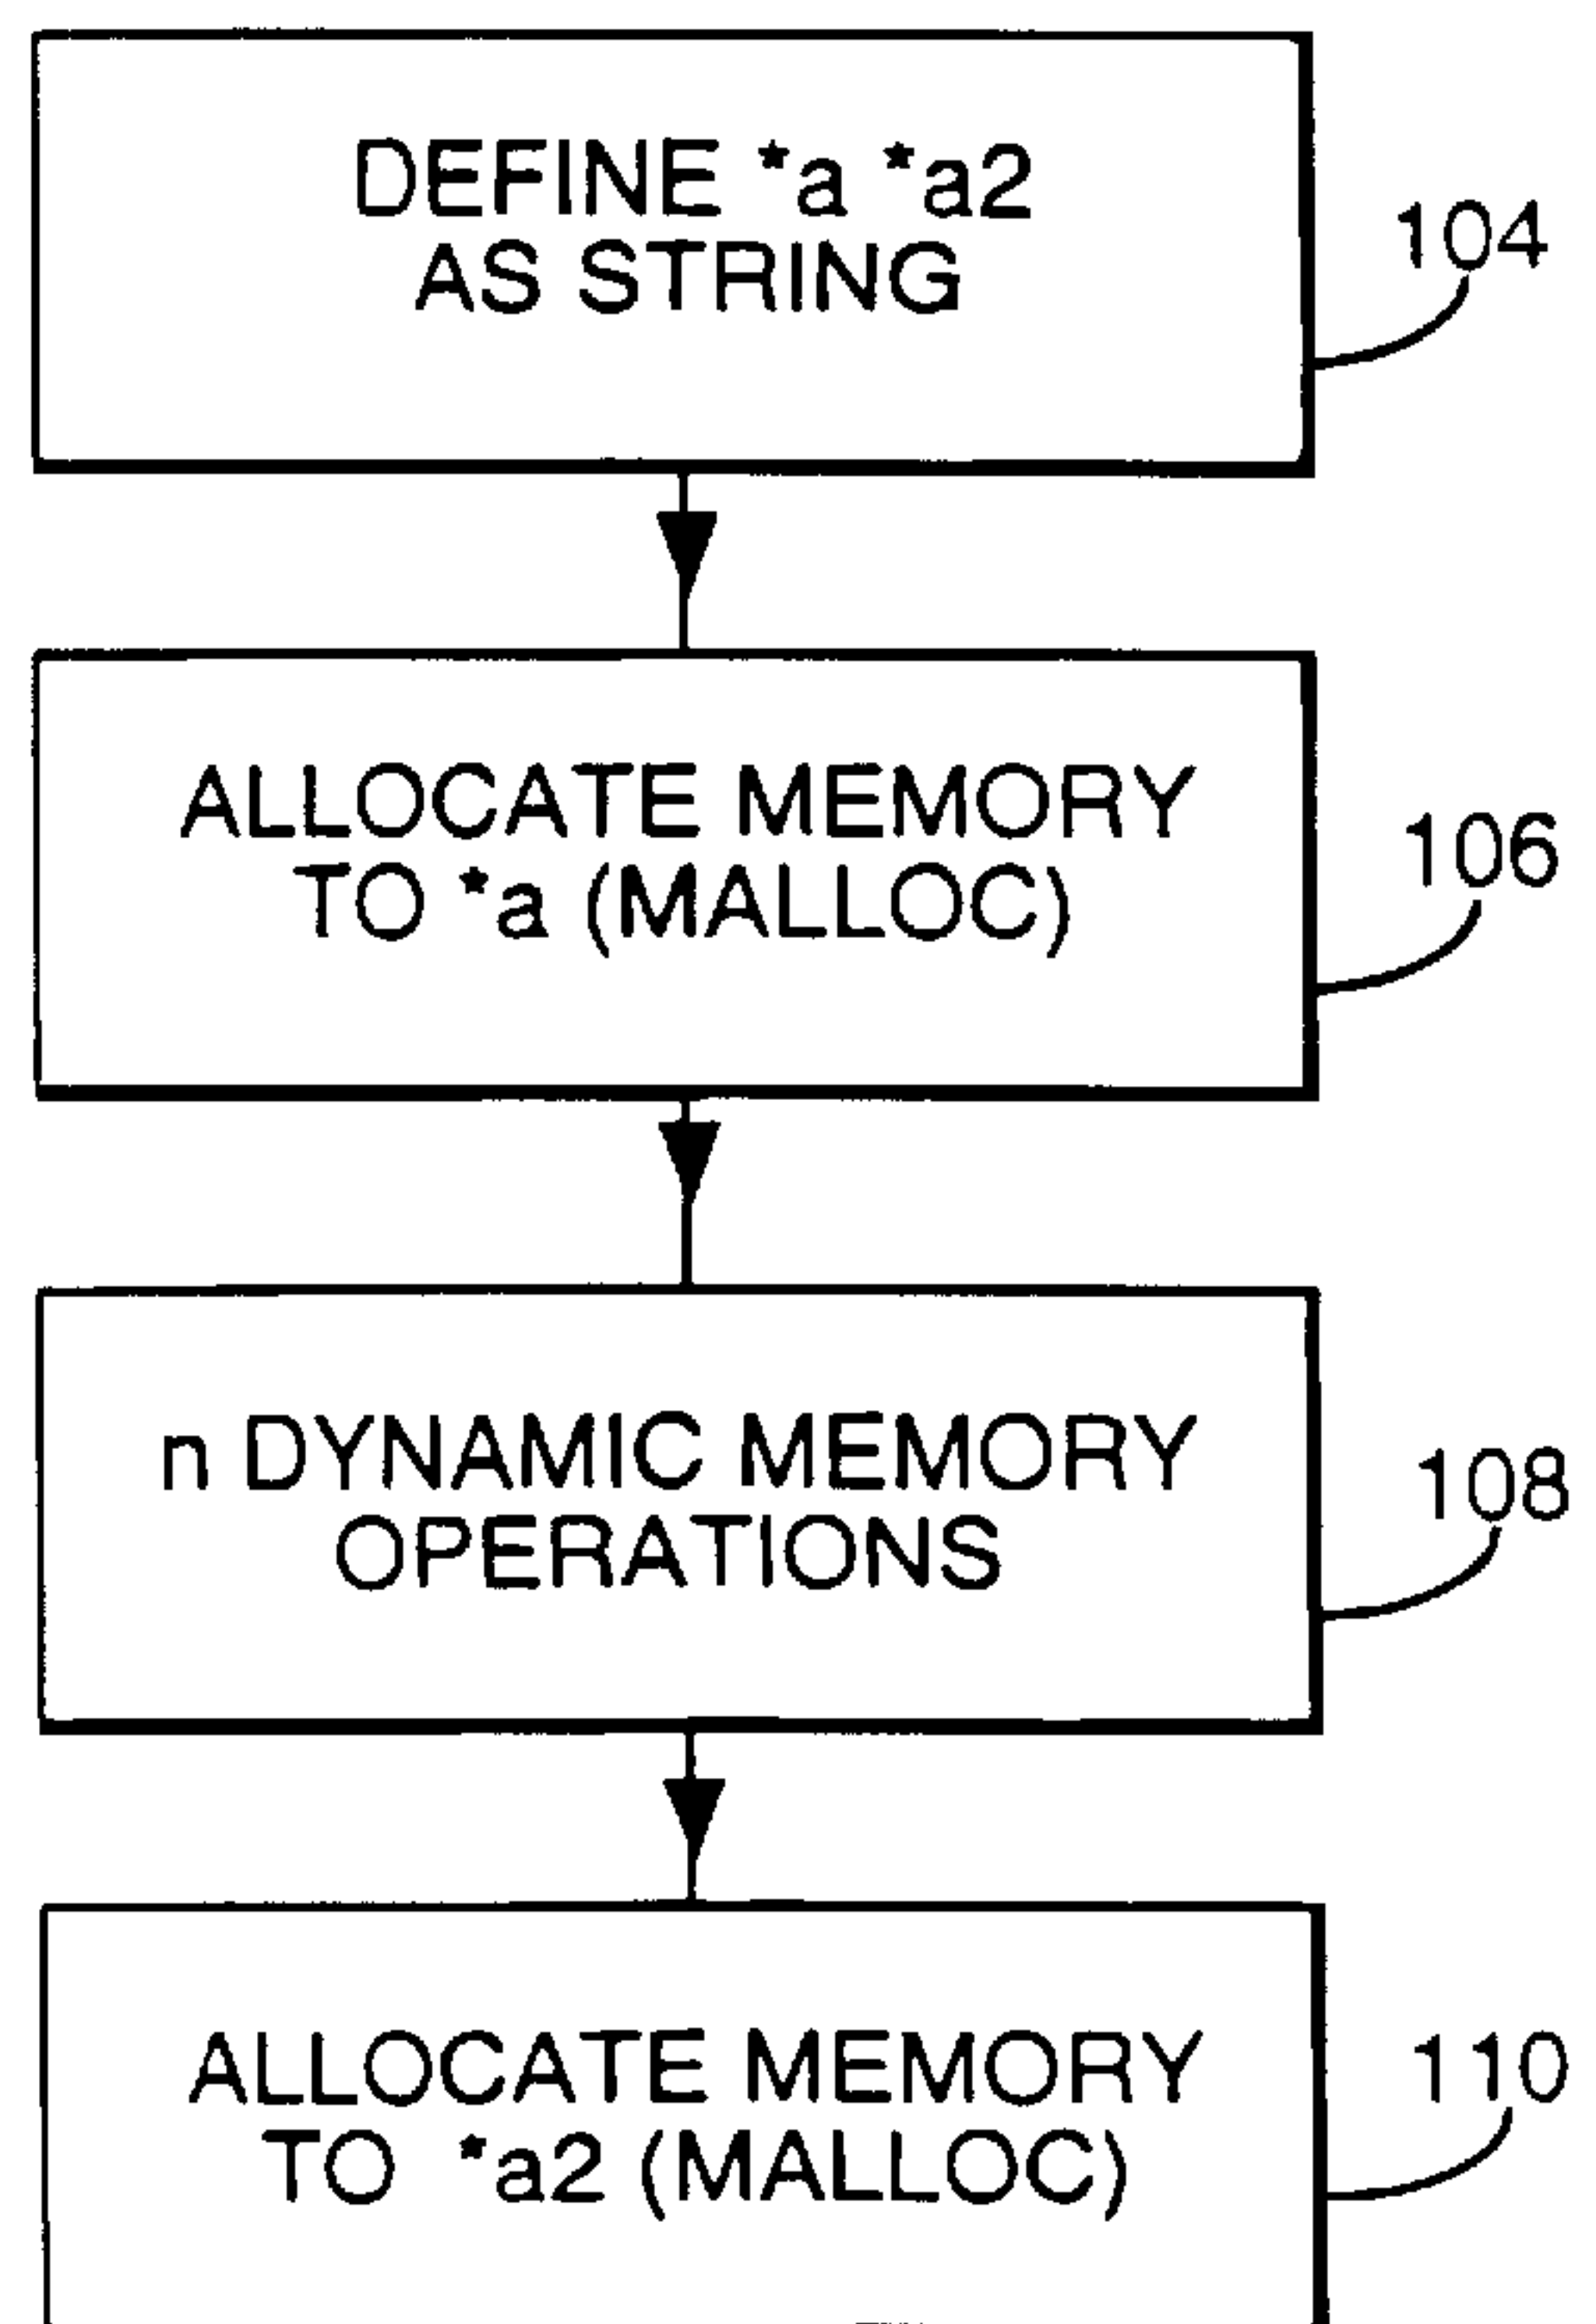 DEFINE *a *a2
AS STRING
104
ALLOCATE MEMORY
TO *a (MALLOC)
106
n DYNAMIC MEMORY
OPERATIONS
108
ALLOCATE MEMORY
TO *a2 (MALLOC)
110